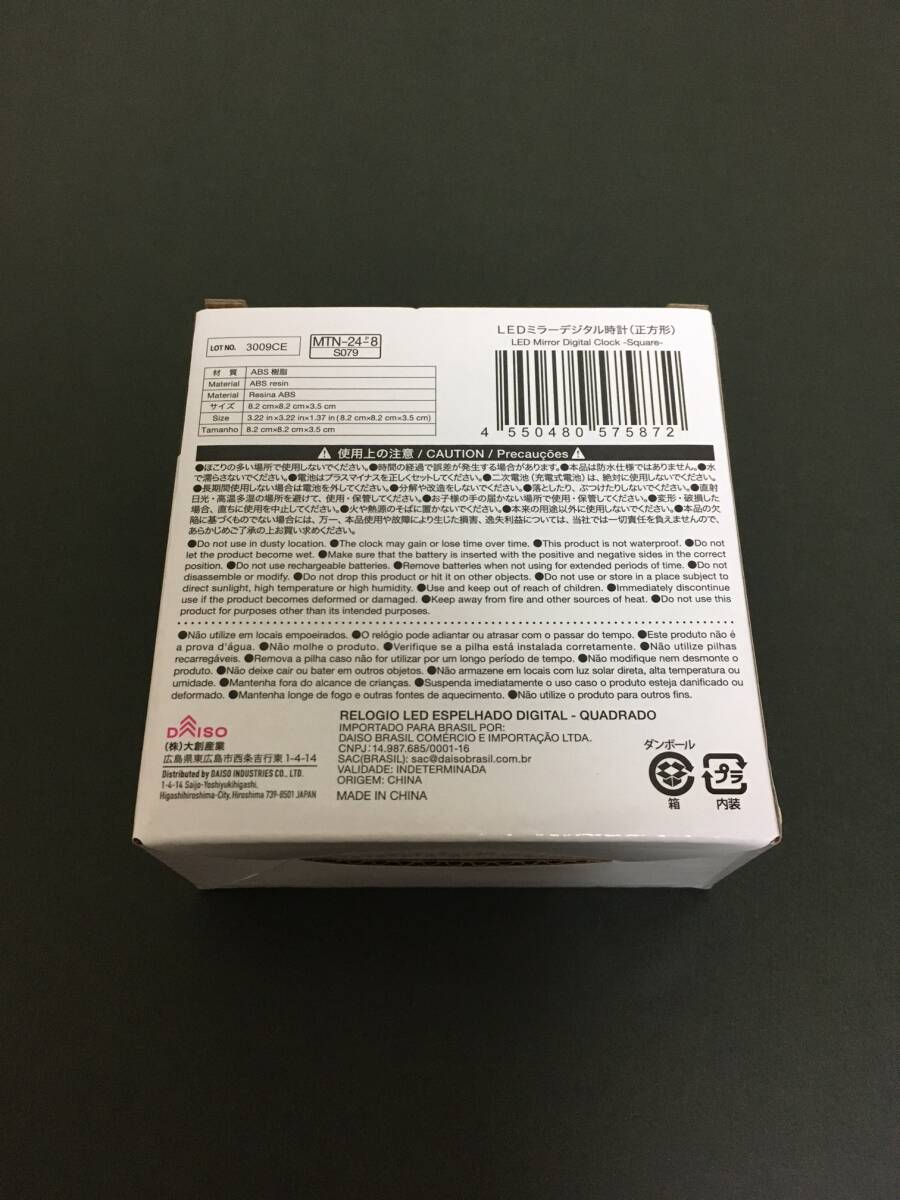 LOT NO. 3009CE
MTN-24-8
S079
LEDミラーデジタル時計(正方形)
LED Mirror Digital Clock -Square-
4 550480 575872
材 質 ABS 樹脂
Material ABS resin
Material Resina ABS
サイズ 8.2 cm×8.2 cm×3.5 cm
Size 3.22 in×3.22 in×1.37 in (8.2 cm×8.2 cm×3.5 cm)
Tamanho 8.2 cm×8.2 cm×3.5 cm
使用上の注意 / CAUTION / Precauções
●ほこりの多い場所で使用しないでください。●時間の経過で誤差が発生する場合があります。●本品は防水仕様ではありません。●水
で濡らさないでください。●電池はプラスマイナスを正しくセットしてください。●二次電池(充電式電池)は、絶対に使用しないでください。
●長期間使用しない場合は電池を外してください。●分解や改造をしないでください。●落としたり、ぶつけたりしないでください。●直射
日光・高温多湿の場所を避けて、使用・保管してください。●お子様の手の届かない場所で使用・保管してください。●変形・破損した
場合、直ちに使用を中止してください。●火や熱源のそばに置かないでください。●本来の用途以外に使用しないでください。●本品の欠
陥に基づくものでない場合には、万一、本品使用や故障により生じた損害、逸失利益については、当社では一切責任を負えませんので、
あらかじめご了承の上お買い求めください。
●Do not use in dusty location. ●The clock may gain or lose time over time. ●This product is not waterproof. ●Do not
let the product become wet. ●Make sure that the battery is inserted with the positive and negative sides in the correct
position. ●Do not use rechargeable batteries. ●Remove batteries when not using for extended periods of time. ●Do not
disassemble or modify. ●Do not drop this product or hit it on other objects. ●Do not use or store in a place subject to
direct sunlight, high temperature or high humidity. ●Use and keep out of reach of children. ●Immediately discontinue
use if the product becomes deformed or damaged. ●Keep away from fire and other sources of heat. ●Do not use this
product for purposes other than its intended purposes.
●Não utilize em locais empoeirados. ●O relógio pode adiantar ou atrasar com o passar do tempo. ●Este produto não é
a prova d'água. ●Não molhe o produto. ●Verifique se a pilha está instalada corretamente. ●Não utilize pilhas
recarregáveis. ●Remova a pilha caso não for utilizar por um longo período de tempo. ●Não modifique nem desmonte o
produto. ●Não deixe cair ou bater em outros objetos. ●Não armazene em locais com luz solar direta, alta temperatura ou
umidade. ●Mantenha fora do alcance de crianças. ●Suspenda imediatamente o uso caso o produto esteja danificado ou
deformado. ●Mantenha longe de fogo e outras fontes de aquecimento. ●Não utilize o produto para outros fins.
DAISO
(株)大創産業
広島県東広島市西条吉行東 1-4-14
Distributed by DAISO INDUSTRIES CO., LTD.
1-4-14 Saijo-Yoshiyukihigashi,
Higashihiroshima-City, Hiroshima 739-8501 JAPAN
RELOGIO LED ESPELHADO DIGITAL - QUADRADO
IMPORTADO PARA BRASIL POR:
DAISO BRASIL COMÉRCIO E IMPORTAÇÃO LTDA.
CNPJ: 14.987.685/0001-16
SAC(BRASIL): sac@daisobrasil.com.br
VALIDADE: INDETERMINADA
ORIGEM: CHINA
MADE IN CHINA
ダンボール
箱
プラ
内装